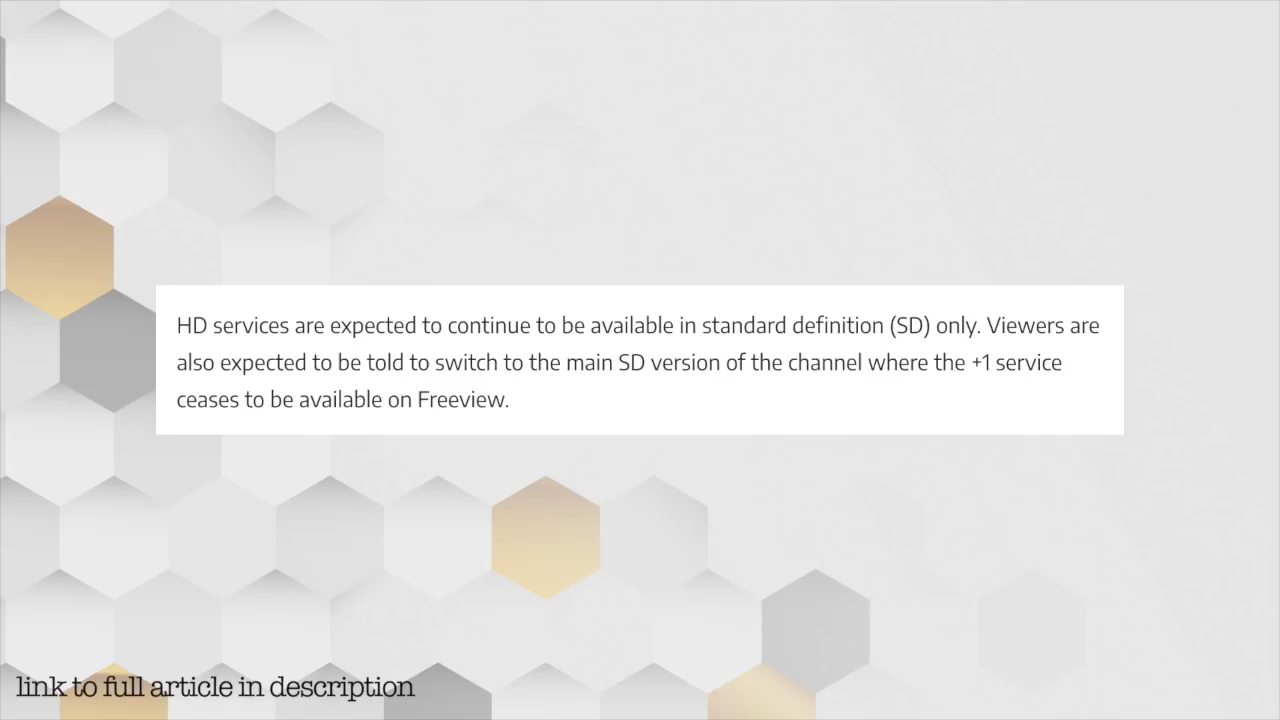 HD services are expected to continue to be available in standard definition (SD) only. Viewers are
also expected to be told to switch to the main SD version of the channel where the +1 service
ceases to be available on Freeview.
link to full article in description